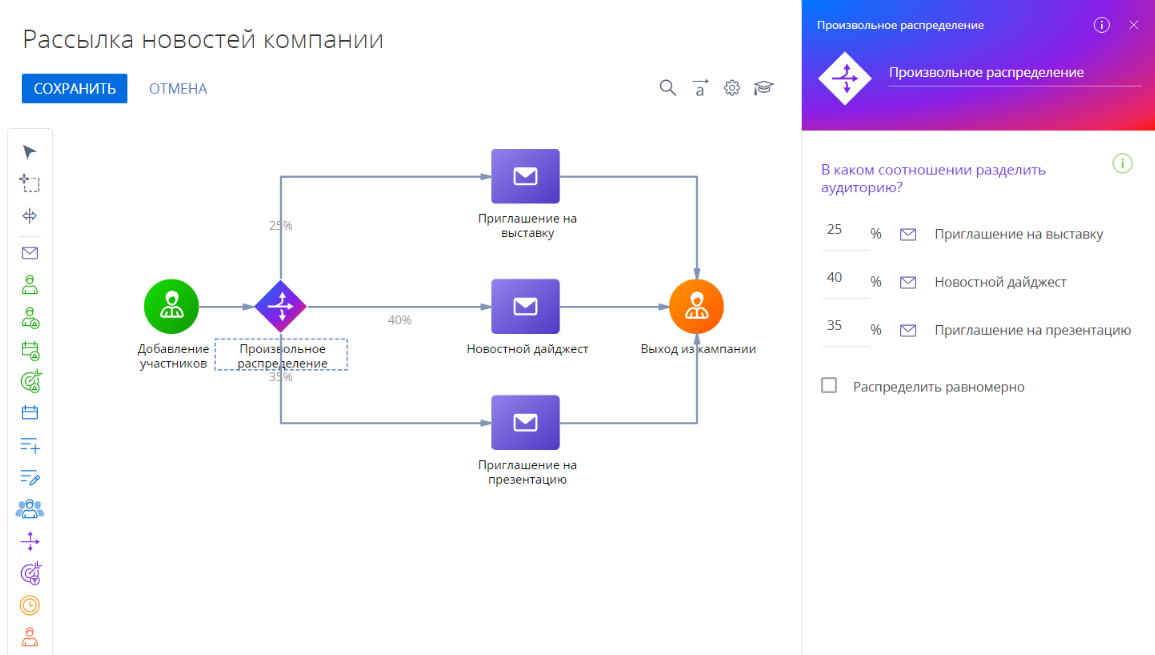 Рассылка новостей компании
СОХРАНИТЬ
ОТМЕНА
a
25%
Приглашение на
выставку
40%
Добавление
участников
Произвольное
распределение
Новостной дайджест
Выход из кампании
35%
Приглашение на
презентацию
Произвольное распределение
Произвольное распределение
В каком соотношении разделить
аудиторию?
25 % Приглашение на выставку
40 % Новостной дайджест
35 % Приглашение на презентацию
Распределить равномерно